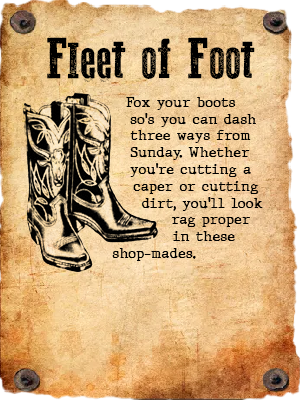 Fleet of Foot
Fox your boots
so's you can dash
three ways from
Sunday. Whether
you're cutting a
caper or cutting
dirt, you'll look
rag proper
in these
shop-mades.